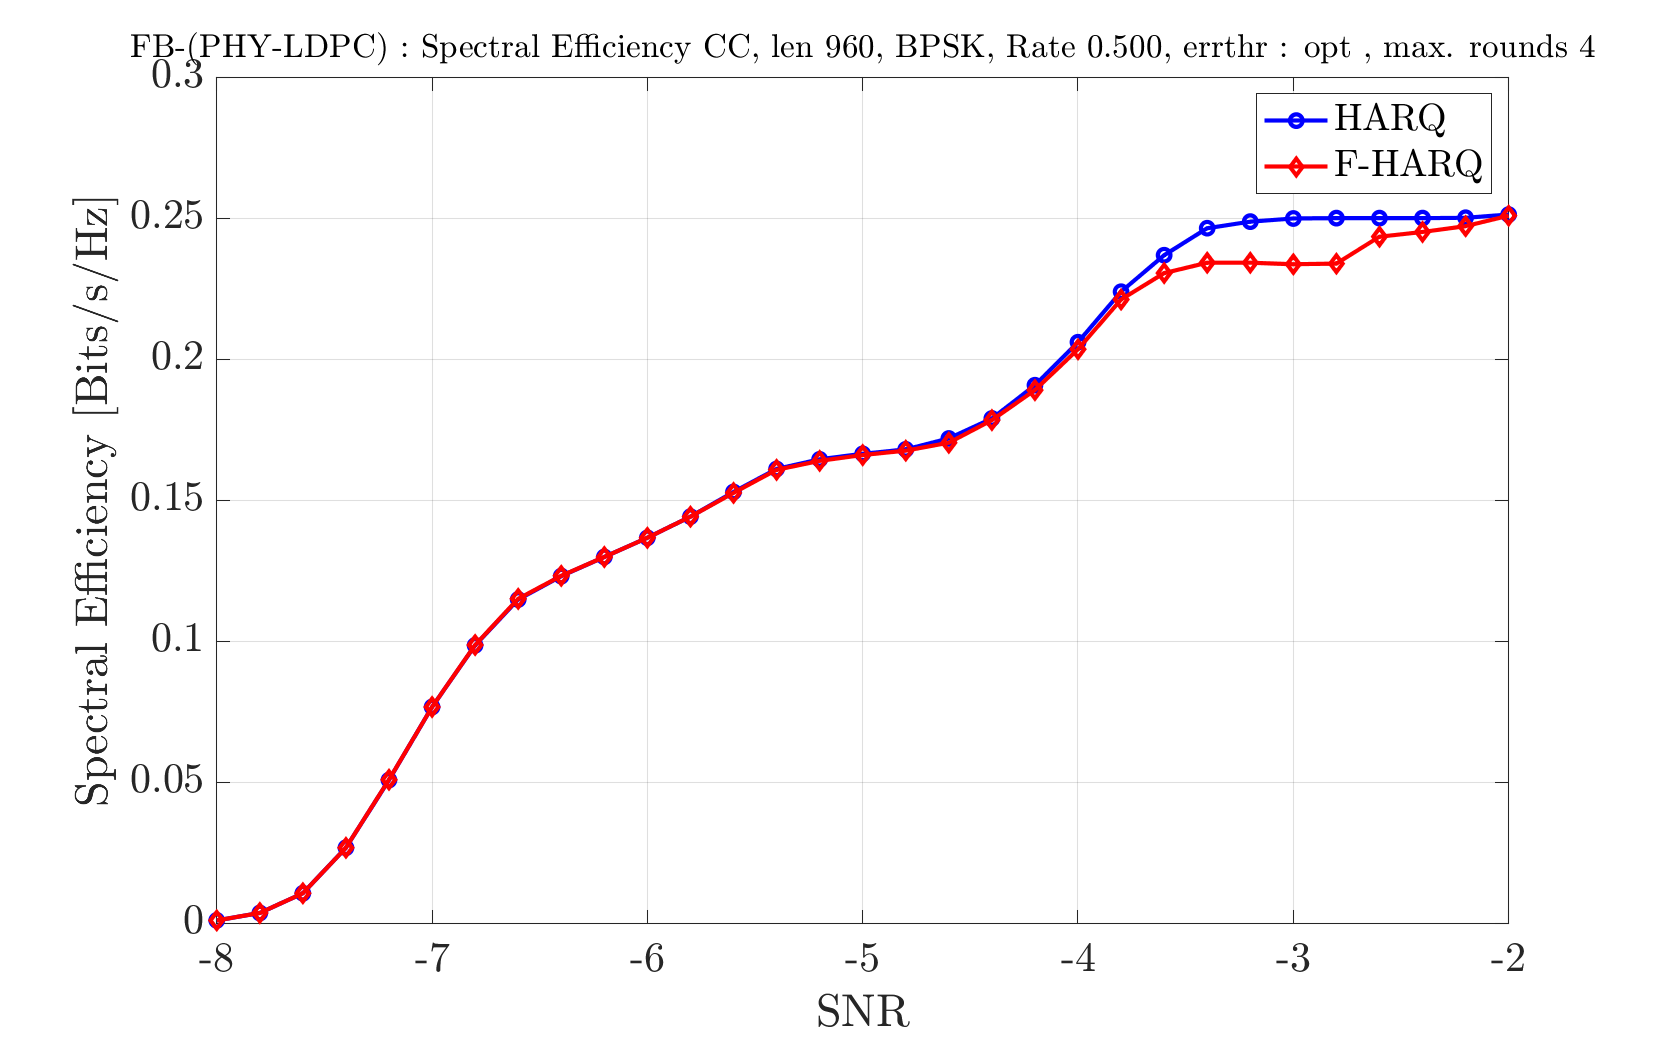 FB-(PHY-LDPC) : Spectral Efficiency CC, len 960, BPSK, Rate 0.500, errthr : opt , max. rounds 4
0.3
HARQ
F-HARQ
0.25
0.2
0.15
0.1
0.05
0
Spectral Efficiency [Bits/s/Hz]
-8 -7 -6 -5 -4 -3 -2
SNR